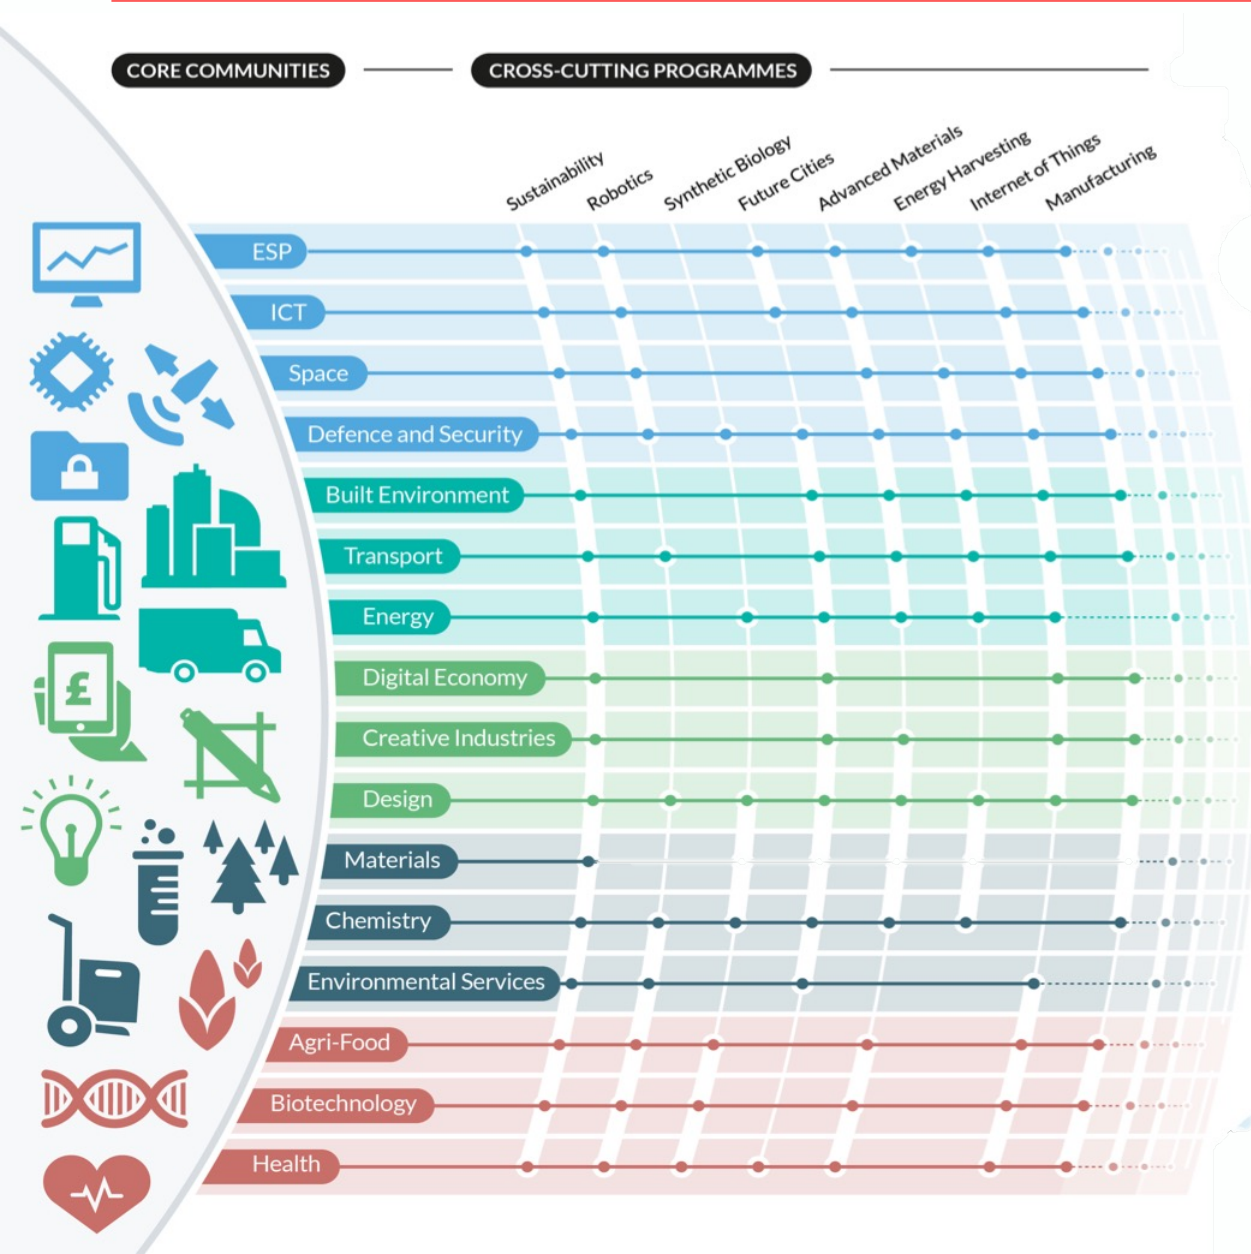 CORE COMMUNITIES
CROSS-CUTTING PROGRAMMES
Sustainability
Robotics
Synthetic Biology
Future Cities
Advanced Materials
Energy Harvesting
Internet of Things
Manufacturing
ESP
ICT
Space
Defence and Security
Built Environment
Transport
Energy
£
Digital Economy
Creative Industries
Design
Materials
Chemistry
Environmental Services
Agri-Food
Biotechnology
Health